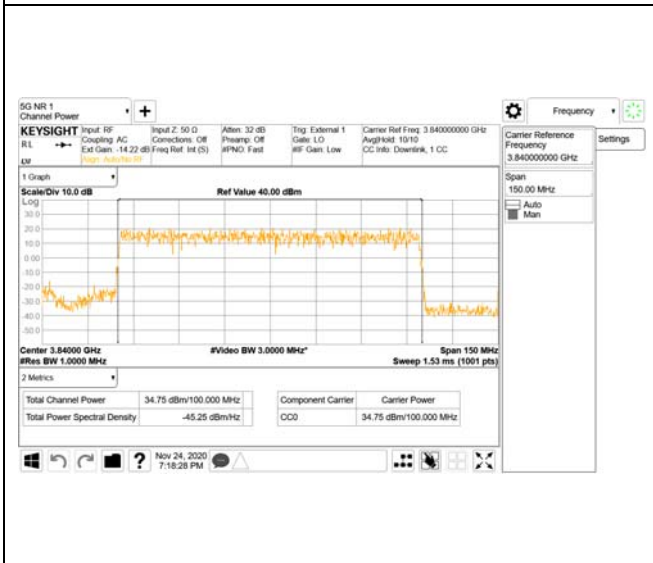 5G NR 1
Channel Power
Frequency
KEYSIGHT
Input: RF
Input Z: 50 Ω
Atten: 32 dB
Trig: External 1
Carrier Ref Freq: 3.840000000 GHz
RL
Coupling: AC
Corrections: Off
Preamp: Off
Gate: LO
Avg|Hold: 10/10
Ext Gain: -14.22 dB
Freq Ref: Int (S)
#PNO: Fast
#IF Gain: Low
CC Info: Downlink, 1 CC
Align: Auto/No RF
Carrier Reference
Frequency
3.840000000 GHz
Settings
Span
150.00 MHz
Auto
Man
1 Graph
Scale/Div 10.0 dB
Ref Value 40.00 dBm
Log
30.0
20.0
10.0
0.00
-10.0
-20.0
-30.0
-40.0
-50.0
Center 3.84000 GHz
#Video BW 3.0000 MHz*
Span 150 MHz
#Res BW 1.0000 MHz
Sweep 1.53 ms (1001 pts)
2 Metrics
Total Channel Power
34.75 dBm/100.000 MHz
Component Carrier
Carrier Power
Total Power Spectral Density
-45.25 dBm/Hz
CC0
34.75 dBm/100.000 MHz
?
Nov 24, 2020
7:18:28 PM